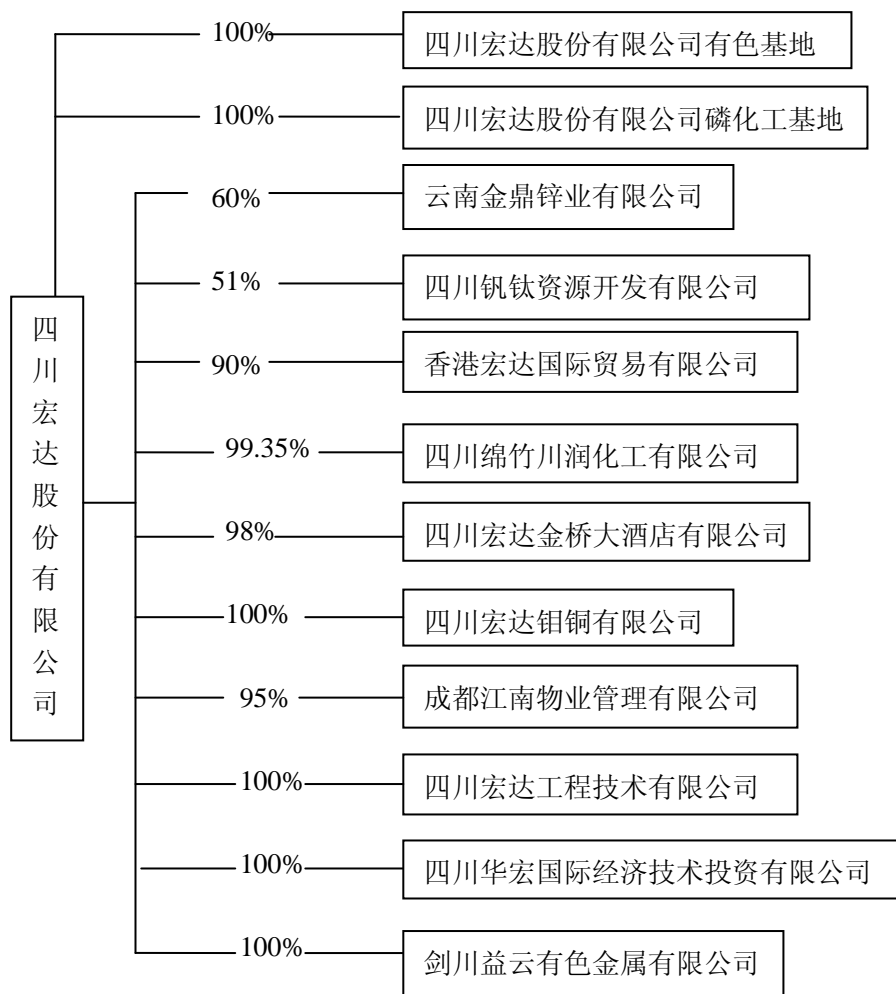 100%
四川宏达股份有限公司有色基地
100%
四川宏达股份有限公司磷化工基地
60%
云南金鼎锌业有限公司
51%
四川钒钛资源开发有限公司
90%
香港宏达国际贸易有限公司
99.35%
四川绵竹川润化工有限公司
98%
四川宏达金桥大酒店有限公司
100%
四川宏达钼铜有限公司
95%
成都江南物业管理有限公司
100%
四川宏达工程技术有限公司
100%
四川华宏国际经济技术投资有限公司
100%
剑川益云有色金属有限公司
四川宏达股份有限公司